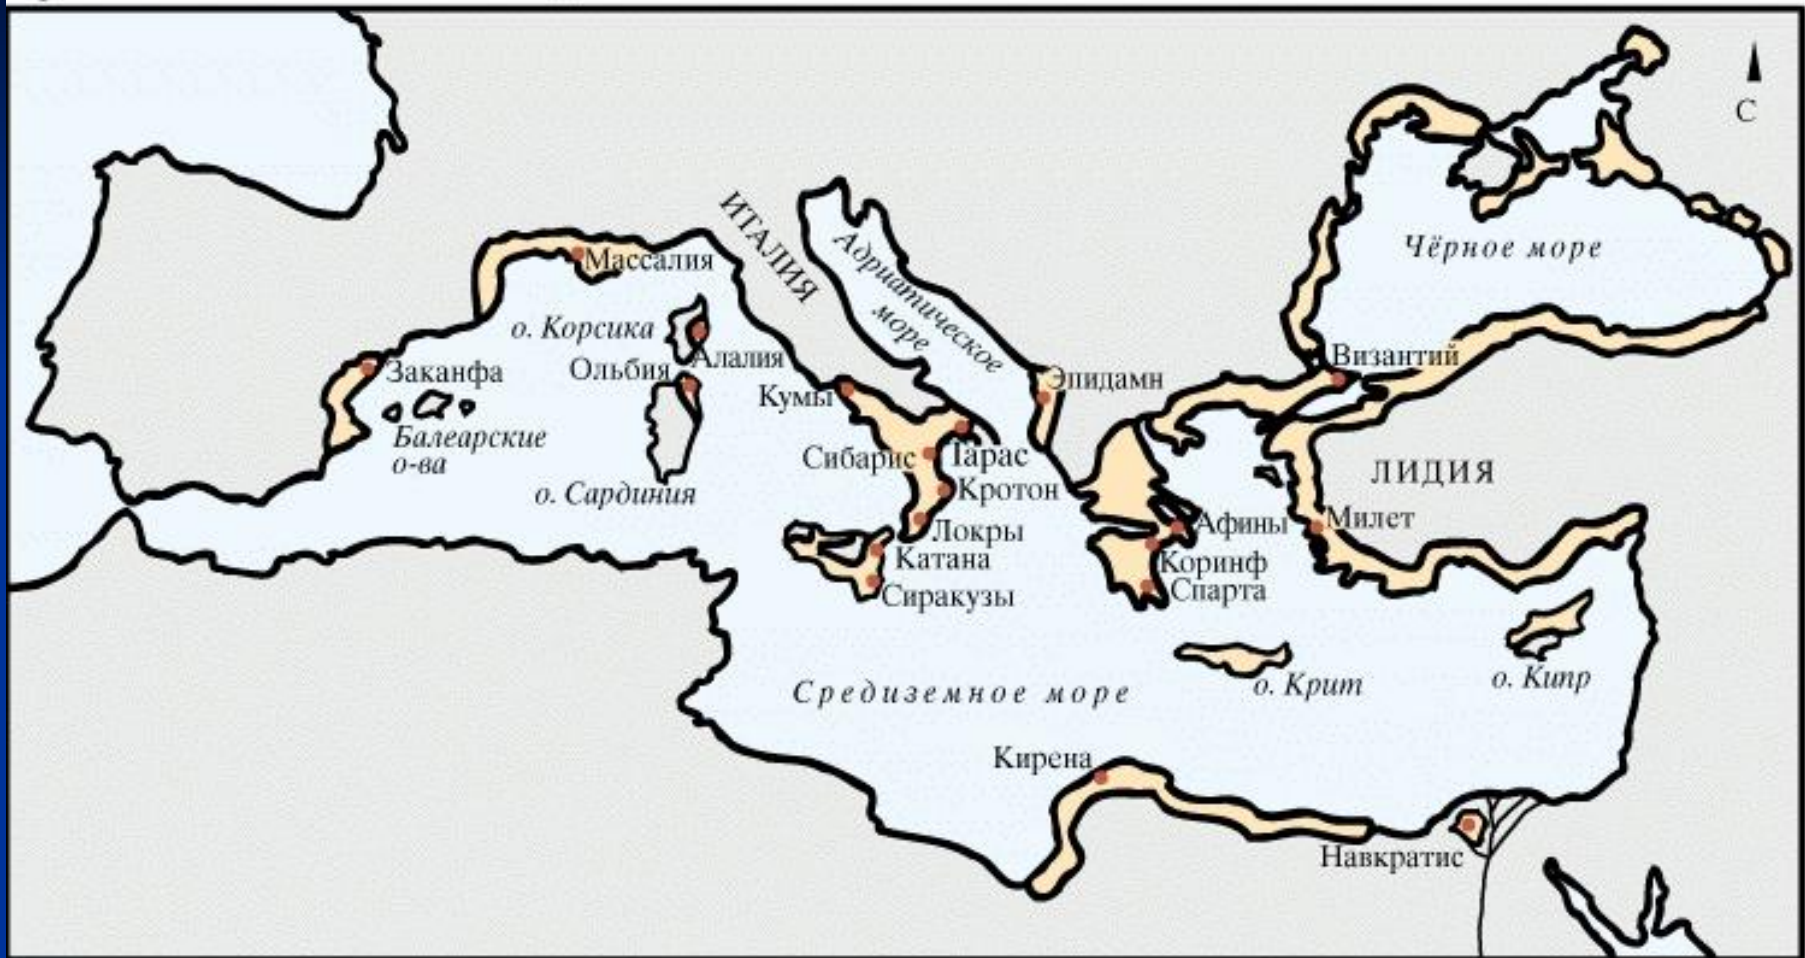 С
ИТАЛИЯ
Адриатическое
море
Чёрное море
Массалия
о. Корсика
Алалия
Ольбия
Заканфа
Балеарские
о-ва
о. Сардиния
Кумы
Эпидамн
Византий
Сибарис
Тарас
Кротон
ЛИДИЯ
Локры
Афины
Милет
Катана
Коринф
Сиракузы
Спарта
Средиземное море
о. Крит
о. Кипр
Кирена
Навкратис